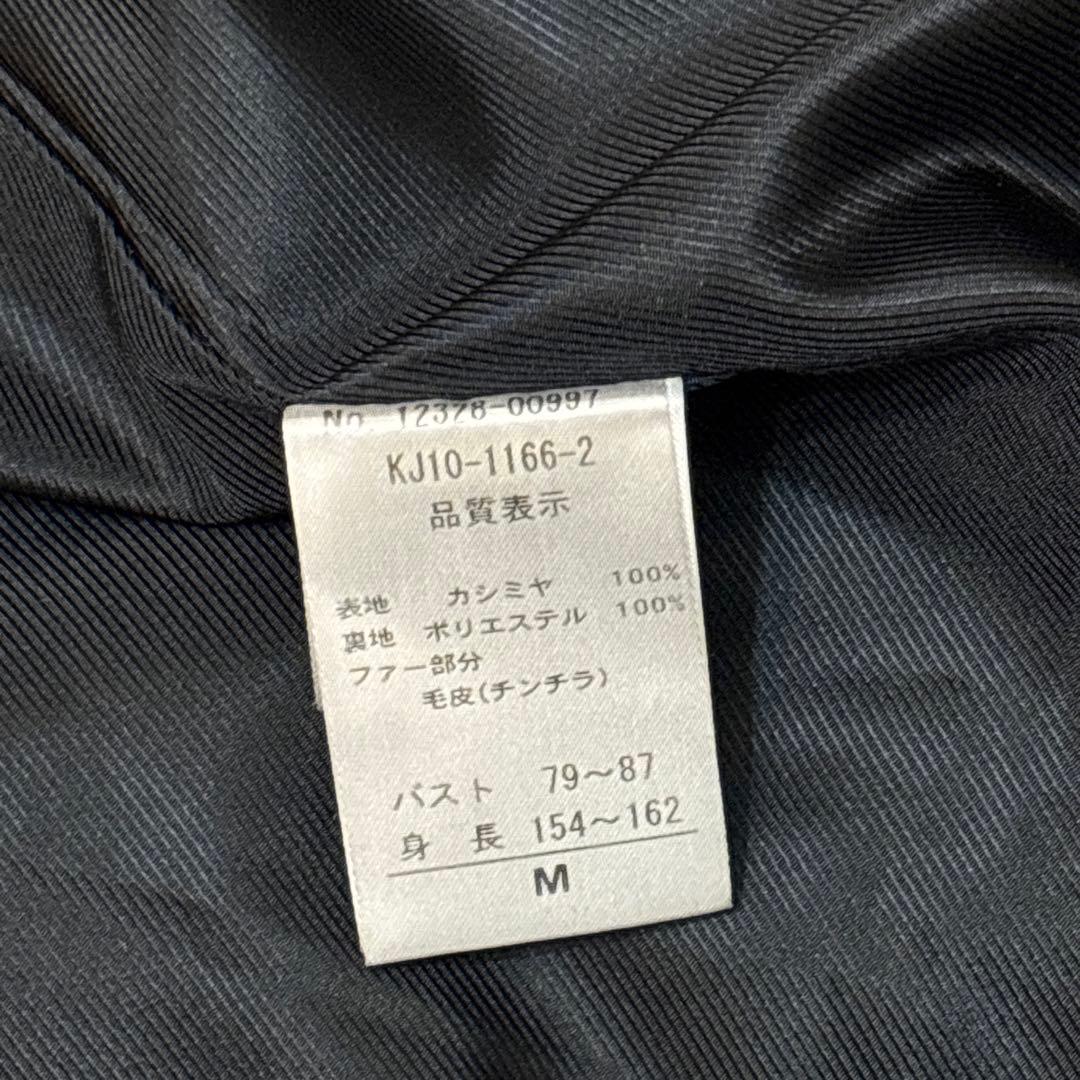 No. 12328-00997
KJ10-1166-2
品質表示
表地 カシミヤ 100%
裏地 ポリエステル 100%
ファー部分
毛皮(チンチラ)
バスト 79～87
身 長 154～162
M